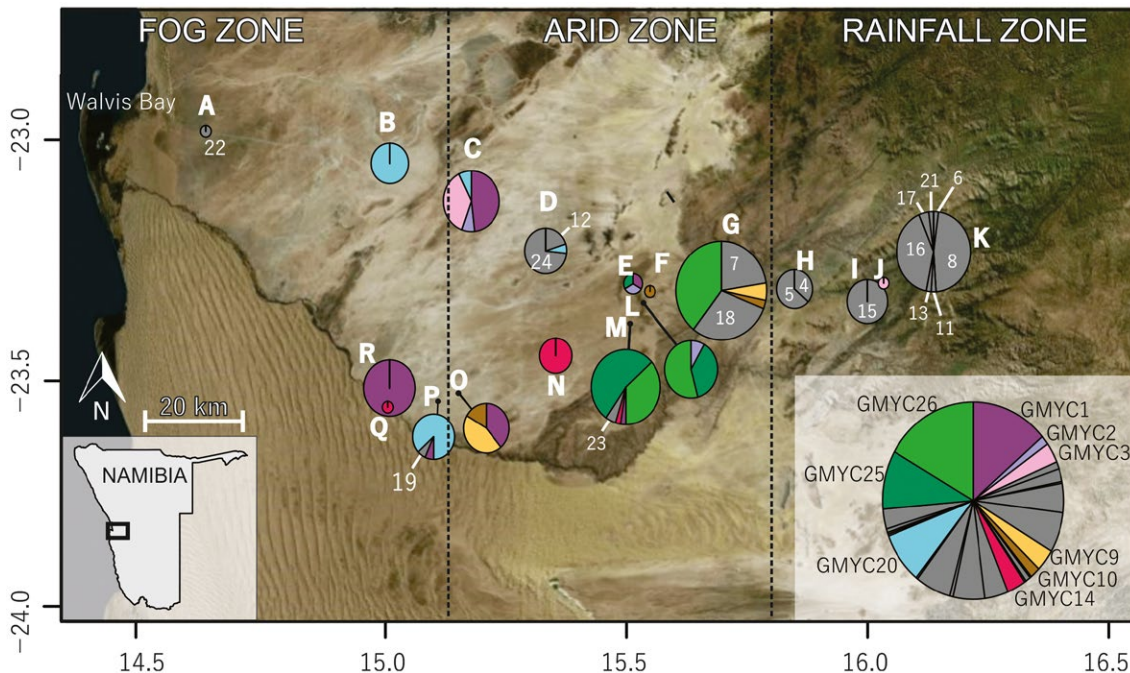 FOG ZONE
ARID ZONE
RAINFALL ZONE
Walvis Bay
A
22
B
C
D
12
24
E
F
G
7
18
H
4
5
I
15
J
17
21
6
K
16
8
13
11
L
M
23
N
O
P
19
R
Q
N
20 km
NAMIBIA
GMYC26
GMYC1
GMYC2
GMYC3
GMYC25
GMYC20
GMYC9
GMYC10
GMYC14
−23.0
−23.5
−24.0
14.5
15.0
15.5
16.0
16.5